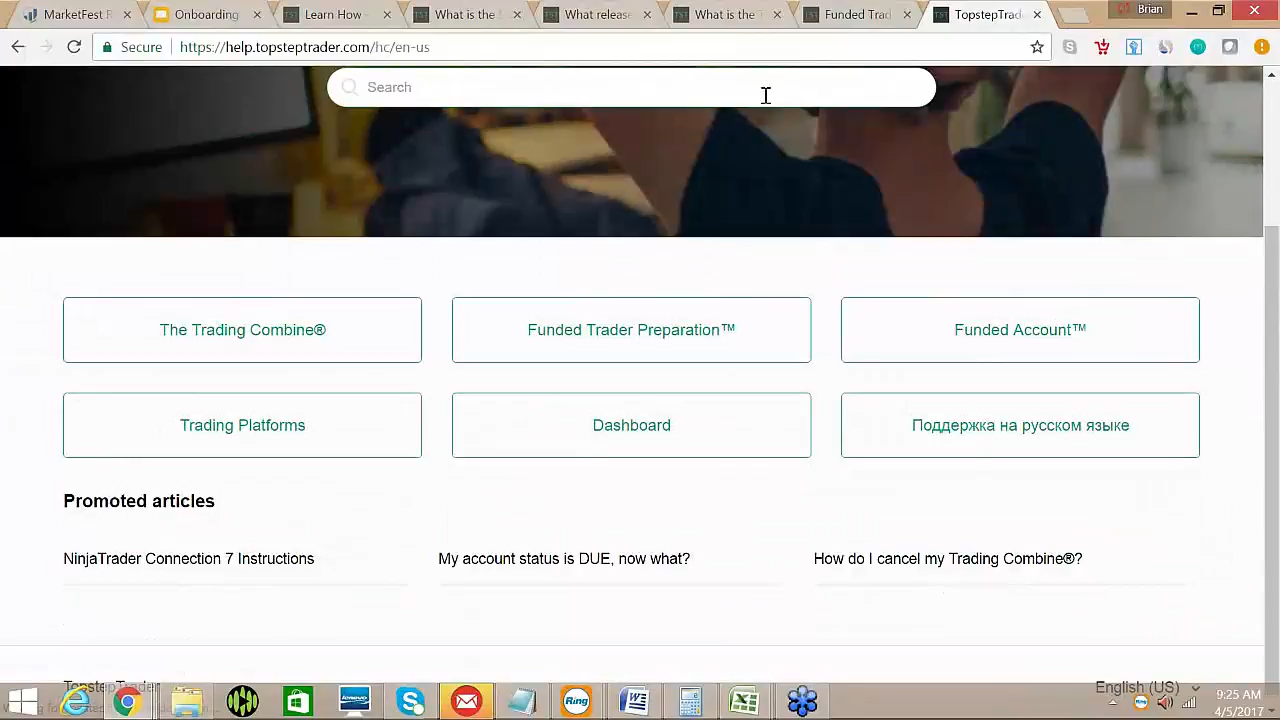 MarketFest R
Onboarding
Learn How
What is the
What release
What is the T
Funded Trad
TopstepTrad
Brian
Secure
https://help.topsteptrader.com/hc/en-us
Search
The Trading Combine®
Funded Trader Preparation™
Funded Account™
Trading Platforms
Dashboard
Поддержка на русском языке
Promoted articles
NinjaTrader Connection 7 Instructions
My account status is DUE, now what?
How do I cancel my Trading Combine®?
TopstepTrader
English (US)
9:25 AM
4/5/2017